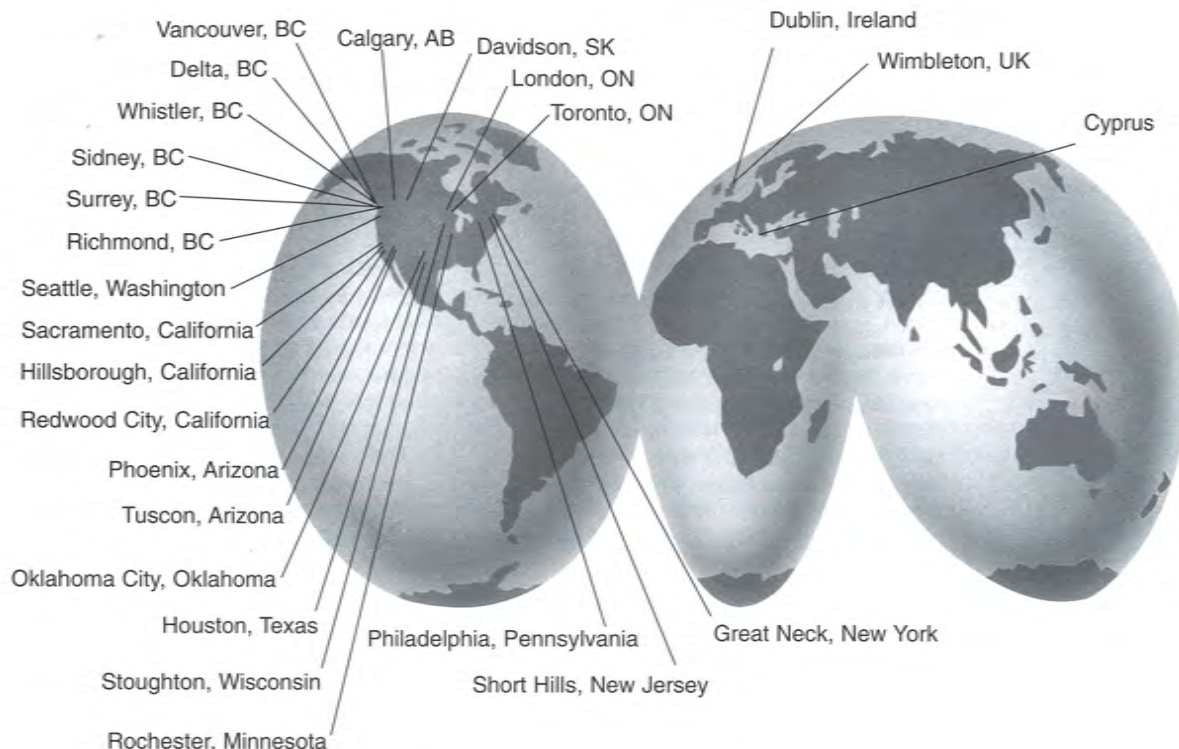 Vancouver, BC
Calgary, AB
Davidson, SK
Delta, BC
London, ON
Whistler, BC
Toronto, ON
Sidney, BC
Surrey, BC
Richmond, BC
Seattle, Washington
Sacramento, California
Hillsborough, California
Redwood City, California
Phoenix, Arizona
Tuscon, Arizona
Oklahoma City, Oklahoma
Houston, Texas
Stoughton, Wisconsin
Rochester, Minnesota
Philadelphia, Pennsylvania
Short Hills, New Jersey
Great Neck, New York
Dublin, Ireland
Wimbleton, UK
Cyprus